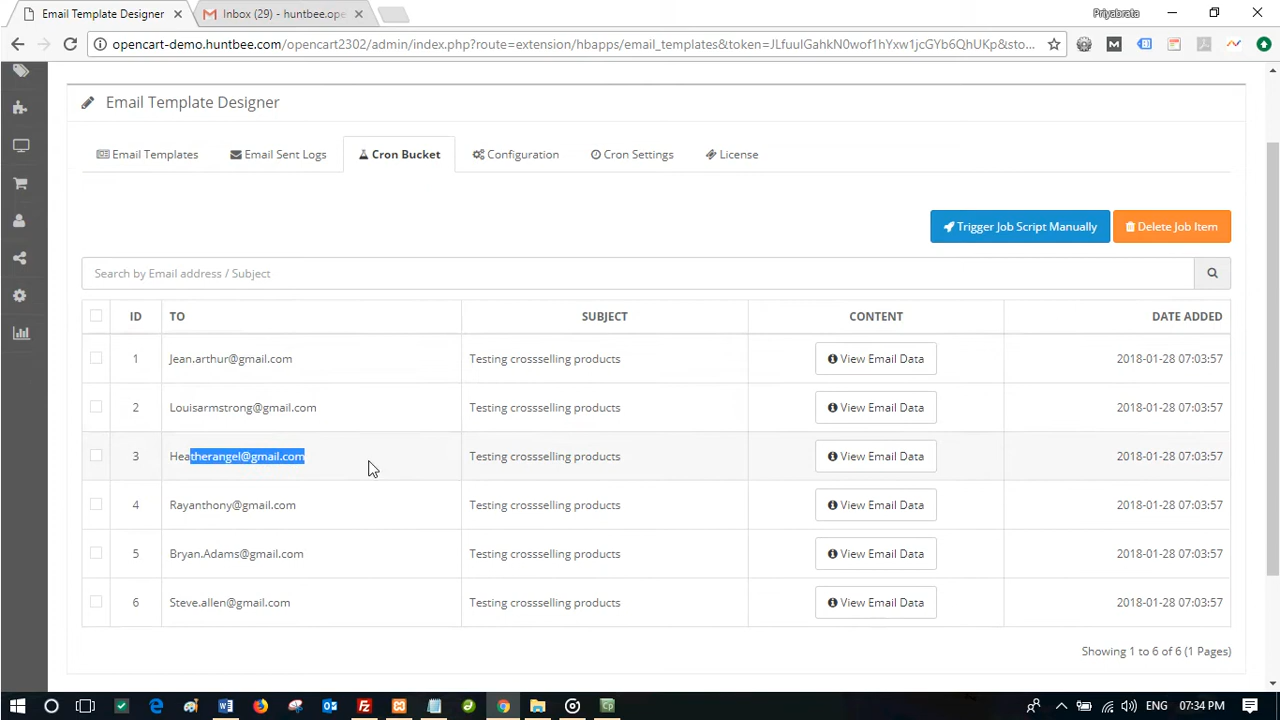 Email Template Designer
Inbox (29) - huntbee.ope
Priyabrata
opencart-demo.huntbee.com/opencart2302/admin/index.php?route=extension/hbapps/email_templates&token=JLfuulGahkN0wof1hYxu1jcGYb6QhUKp&sto...
Email Template Designer
Email Templates
Email Sent Logs
Cron Bucket
Configuration
Cron Settings
License
Trigger Job Script Manually
Delete Job Item
Search by Email address / Subject
ID TO SUBJECT CONTENT DATE ADDED
1 Jean.arthur@gmail.com Testing crossselling products View Email Data 2018-01-28 07:03:57
2 Louisarmstrong@gmail.com Testing crossselling products View Email Data 2018-01-28 07:03:57
3 Heatherangel@gmail.com Testing crossselling products View Email Data 2018-01-28 07:03:57
4 Rayanthony@gmail.com Testing crossselling products View Email Data 2018-01-28 07:03:57
5 Bryan.Adams@gmail.com Testing crossselling products View Email Data 2018-01-28 07:03:57
6 Steve.allen@gmail.com Testing crossselling products View Email Data 2018-01-28 07:03:57
Showing 1 to 6 of 6 (1 Pages)
ENG 07:34 PM